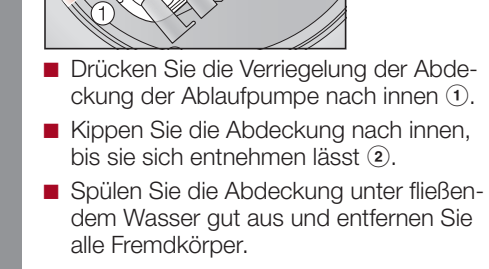 ①
■ Drücken Sie die Verriegelung der Abde-
ckung der Ablaufpumpe nach innen ①.
■ Kippen Sie die Abdeckung nach innen,
bis sie sich entnehmen lässt ②.
■ Spülen Sie die Abdeckung unter fließen-
dem Wasser gut aus und entfernen Sie
alle Fremdkörper.